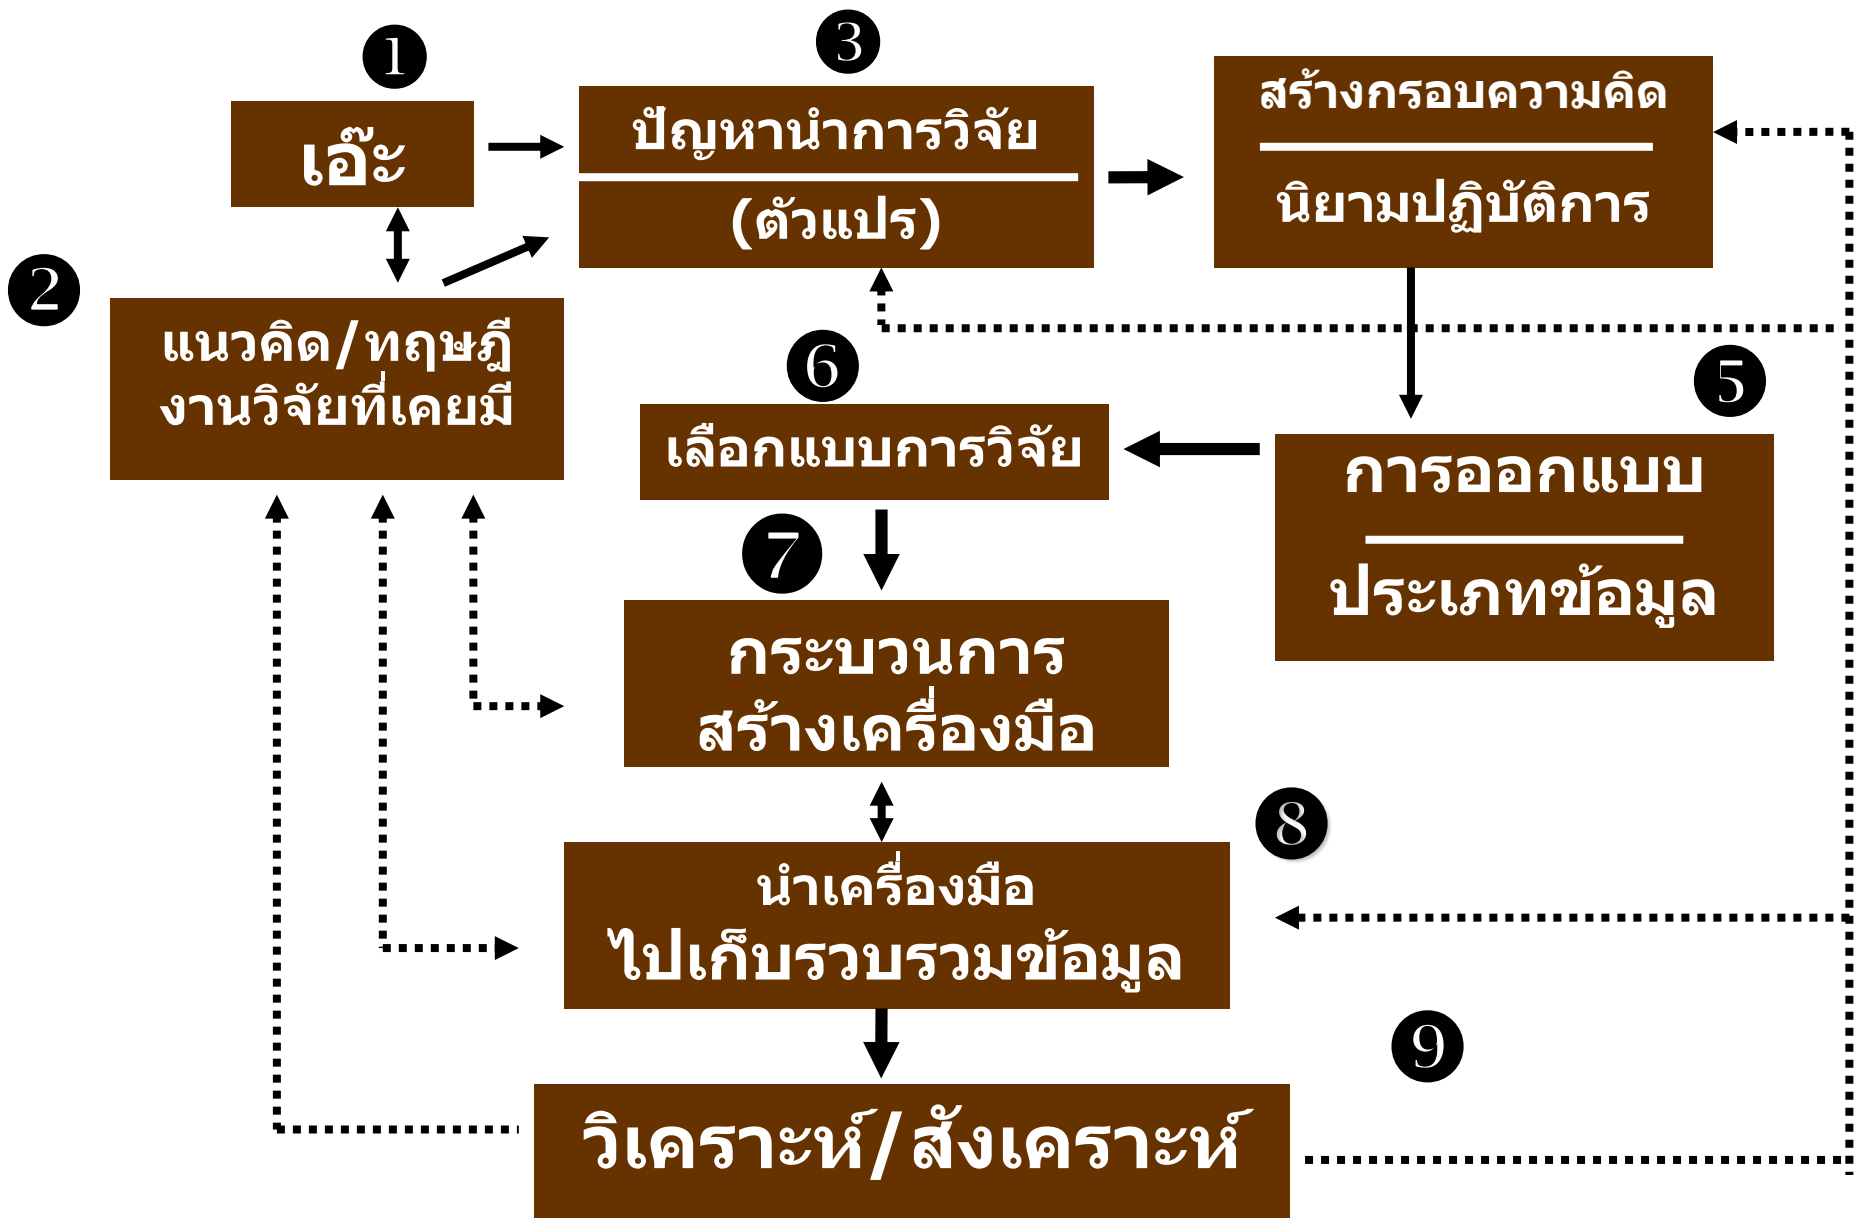 ❶
เอ๊ะ
❷
แนวคิด/ทฤษฎี
งานวิจัยที่เคยมี
❸
ปัญหานำการวิจัย
(ตัวแปร)
สร้างกรอบความคิด
นิยามปฏิบัติการ
❺
การออกแบบ
ประเภทข้อมูล
❻
เลือกแบบการวิจัย
❼
กระบวนการ
สร้างเครื่องมือ
❽
นำเครื่องมือ
ไปเก็บรวบรวมข้อมูล
❾
วิเคราะห์/สังเคราะห์